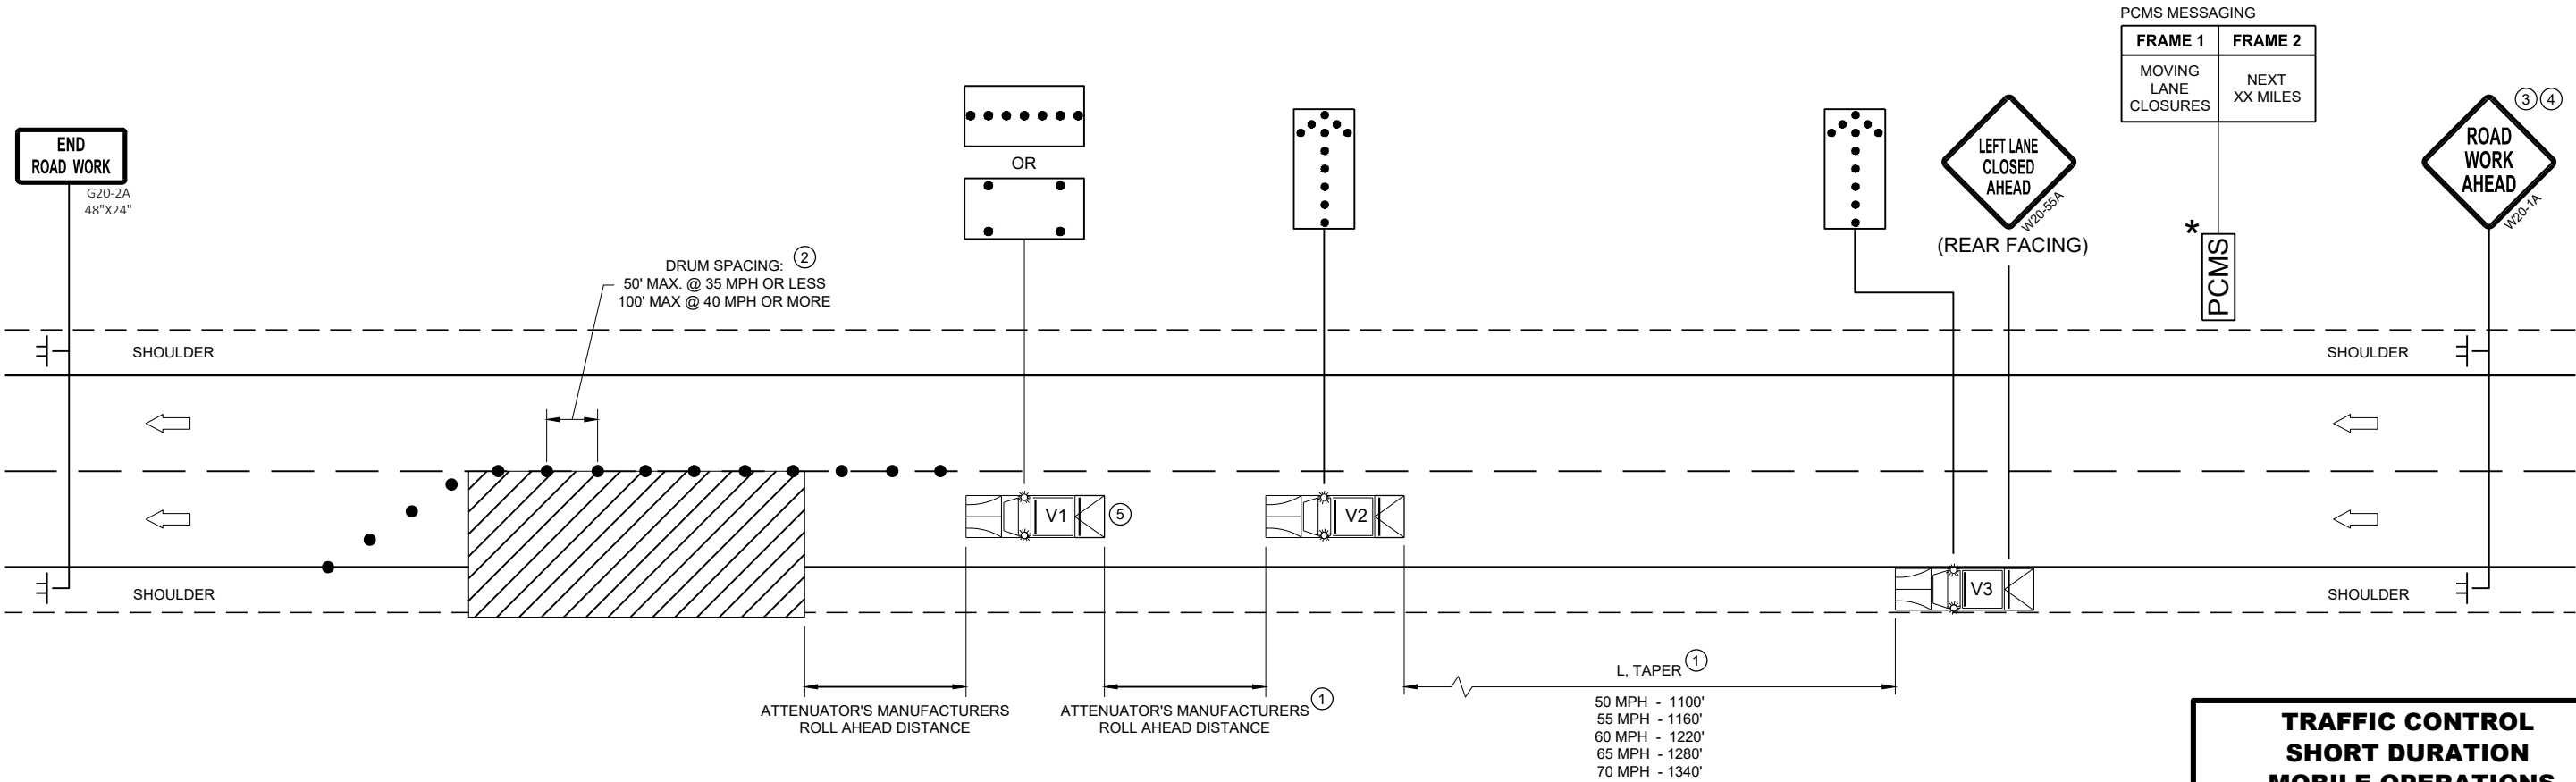 PCMS MESSAGING
FRAME 1 FRAME 2
MOVING
LANE
CLOSURES
NEXT
XX MILES
END
ROAD WORK
G20-2A
48"X24"
OR
LEFT LANE
CLOSED
AHEAD
W20-55A
(REAR FACING)
* PCMS
ROAD
WORK
AHEAD
W20-1A
3 4
DRUM SPACING: 2
50' MAX. @ 35 MPH OR LESS
100' MAX @ 40 MPH OR MORE
SHOULDER
SHOULDER
V1 5
V2
V3
SHOULDER
SHOULDER
ATTENUATOR'S MANUFACTURERS
ROLL AHEAD DISTANCE
ATTENUATOR'S MANUFACTURERS 1
ROLL AHEAD DISTANCE
L, TAPER 1
50 MPH - 1100'
55 MPH - 1160'
60 MPH - 1220'
65 MPH - 1280'
70 MPH - 1340'
TRAFFIC CONTROL
SHORT DURATION
MOBILE OPERATIONS